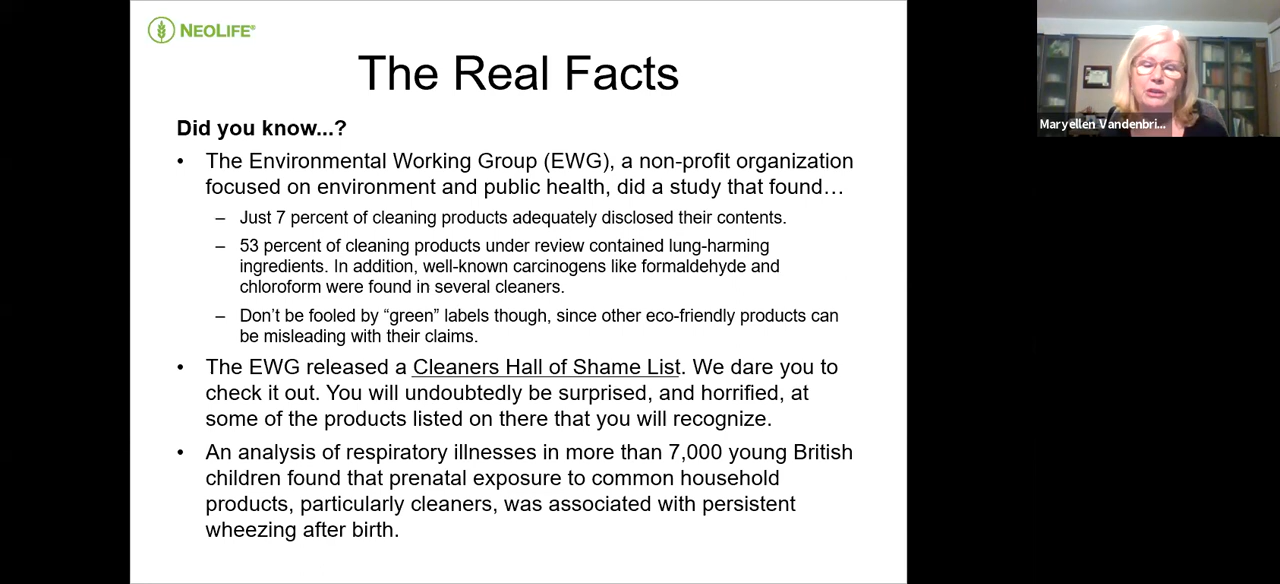 NEOLIFE®
The Real Facts
Did you know...?
• The Environmental Working Group (EWG), a non-profit organization
focused on environment and public health, did a study that found…
– Just 7 percent of cleaning products adequately disclosed their contents.
– 53 percent of cleaning products under review contained lung-harming
ingredients. In addition, well-known carcinogens like formaldehyde and
chloroform were found in several cleaners.
– Don’t be fooled by “green” labels though, since other eco-friendly products can
be misleading with their claims.
• The EWG released a Cleaners Hall of Shame List. We dare you to
check it out. You will undoubtedly be surprised, and horrified, at
some of the products listed on there that you will recognize.
• An analysis of respiratory illnesses in more than 7,000 young British
children found that prenatal exposure to common household
products, particularly cleaners, was associated with persistent
wheezing after birth.
Maryellen Vandenbri...